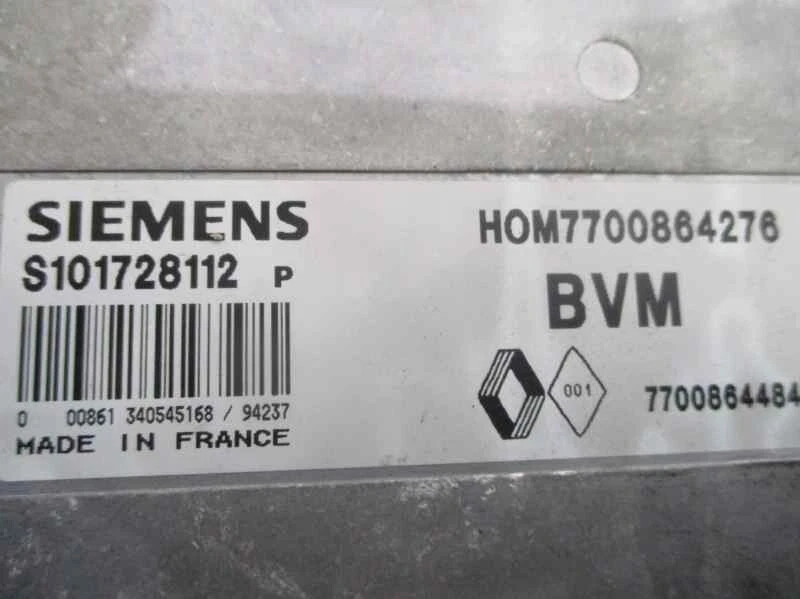 SIEMENS
S101728112 P
0 00861 340545168 / 94237
MADE IN FRANCE
HOM7700864276
BVM
001
7700864484